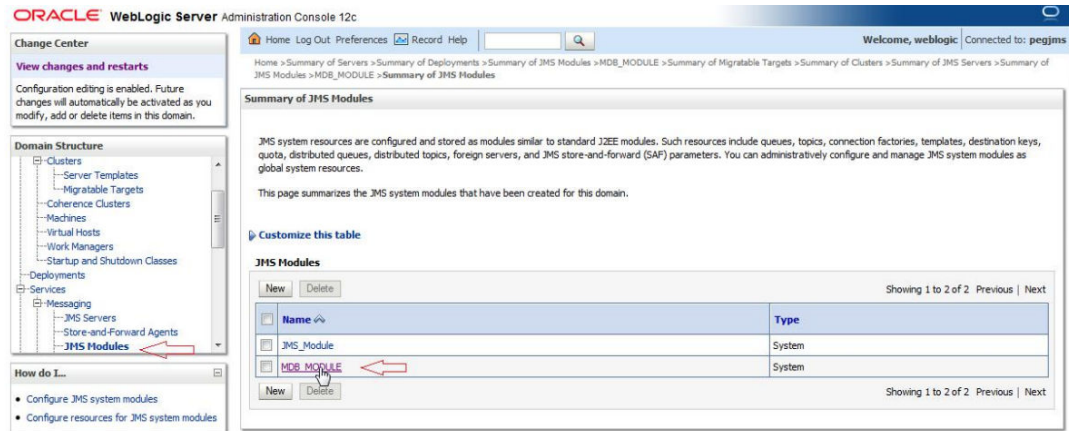 ORACLE WebLogic Server Administration Console 12c
Change Center
View changes and restarts
Configuration editing is enabled. Future
changes will automatically be activated as you
modify, add or delete items in this domain.
Domain Structure
Clusters
Server Templates
Migratable Targets
Coherence Clusters
Machines
Virtual Hosts
Work Managers
Startup and Shutdown Classes
Deployments
Services
Messaging
JMS Servers
Store-and-Forward Agents
JMS Modules
How do I...
Configure JMS system modules
Configure resources for JMS system modules
Home Log Out Preferences Record Help
Welcome, weblogic Connected to: pegjms
Home >Summary of Servers >Summary of Deployments >Summary of JMS Modules >MDB_MODULE >Summary of Migratable Targets >Summary of Clusters >Summary of JMS Servers >Summary of
JMS Modules >MDB_MODULE >Summary of JMS Modules
Summary of JMS Modules
JMS system resources are configured and stored as modules similar to standard J2EE modules. Such resources include queues, topics, connection factories, templates, destination keys,
quota, distributed queues, distributed topics, foreign servers, and JMS store-and-forward (SAF) parameters. You can administratively configure and manage JMS system modules as
global system resources.
This page summarizes the JMS system modules that have been created for this domain.
Customize this table
JMS Modules
New Delete Showing 1 to 2 of 2 Previous | Next
Name Type
JMS_Module System
MDB_MODULE System
New Delete Showing 1 to 2 of 2 Previous | Next